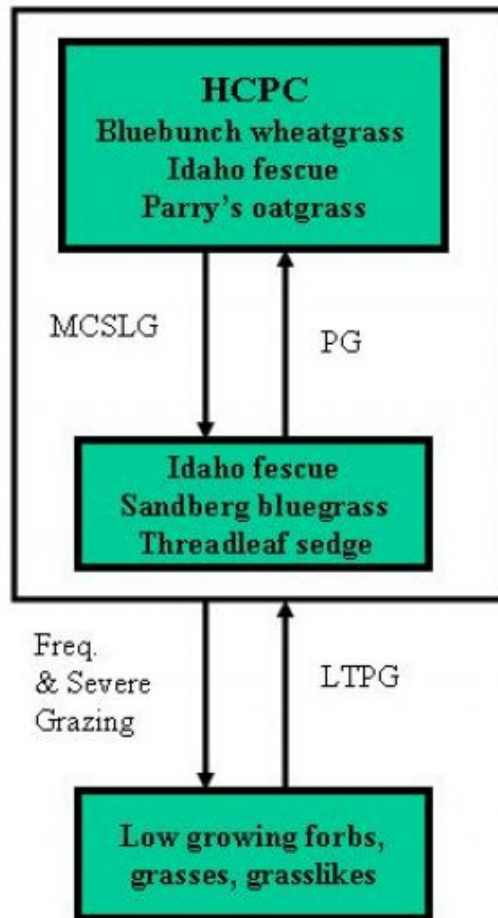 HCPC
Bluebunch wheatgrass
Idaho fescue
Parry's oatgrass
MCSLG
PG
Idaho fescue
Sandberg bluegrass
Threadleaf sedge
Freq.
& Severe
Grazing
LTPG
Low growing forbs,
grasses, grasslikes